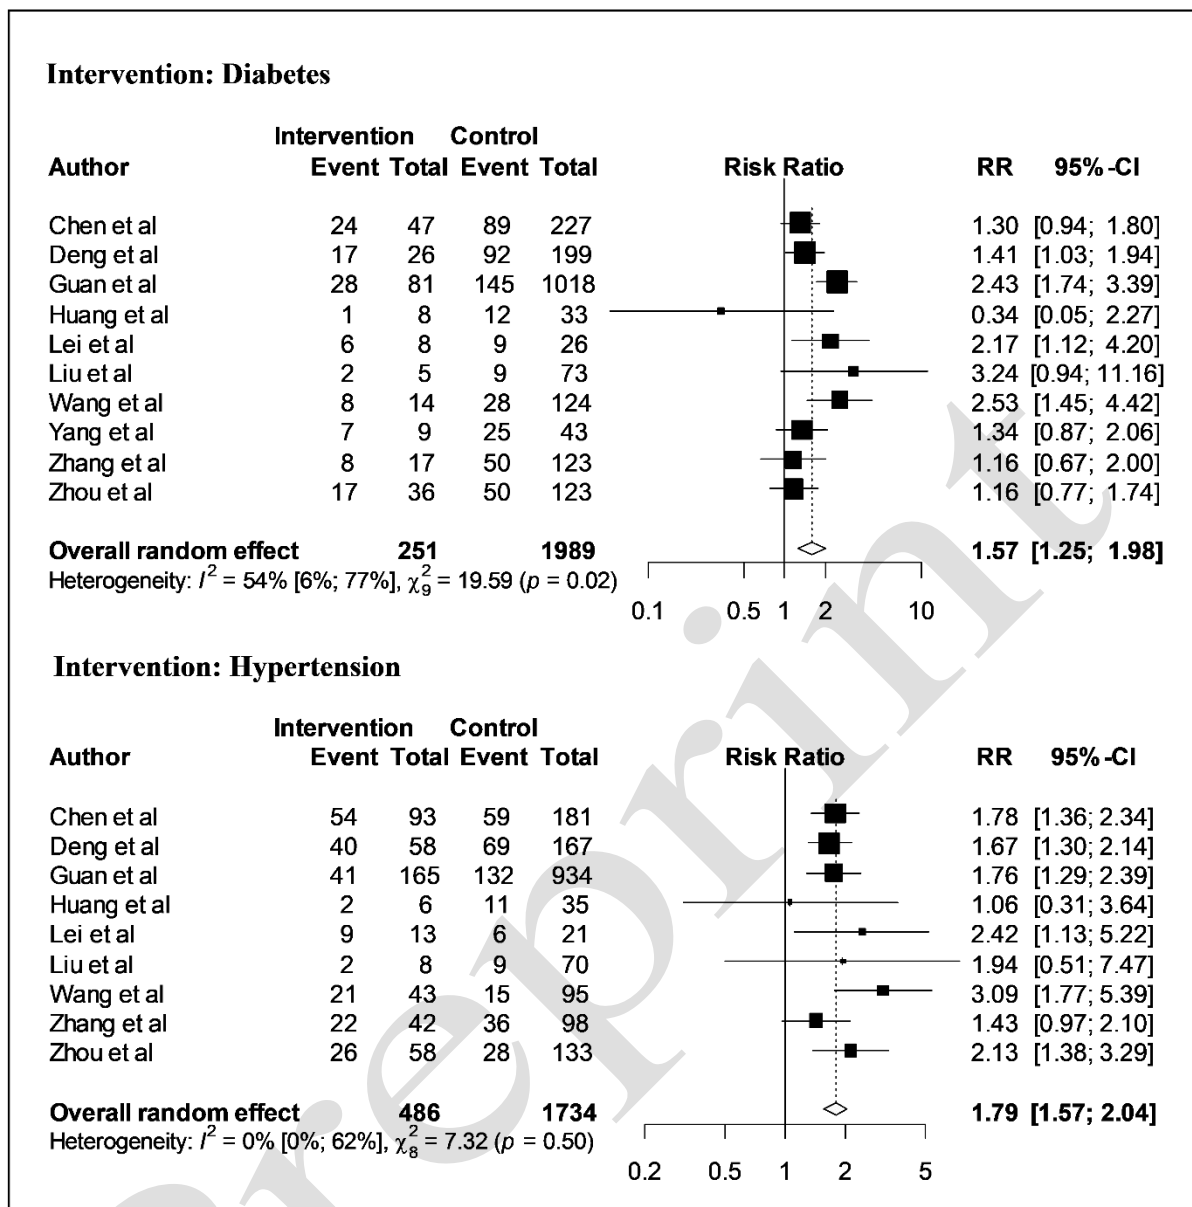 Intervention: Diabetes
Intervention Control
Author Event Total Event Total Risk Ratio RR 95%-CI
Chen et al 24 47 89 227 1.30 [0.94; 1.80]
Deng et al 17 26 92 199 1.41 [1.03; 1.94]
Guan et al 28 81 145 1018 2.43 [1.74; 3.39]
Huang et al 1 8 12 33 0.34 [0.05; 2.27]
Lei et al 6 8 9 26 2.17 [1.12; 4.20]
Liu et al 2 5 9 73 3.24 [0.94; 11.16]
Wang et al 8 14 28 124 2.53 [1.45; 4.42]
Yang et al 7 9 25 43 1.34 [0.87; 2.06]
Zhang et al 8 17 50 123 1.16 [0.67; 2.00]
Zhou et al 17 36 50 123 1.16 [0.77; 1.74]
Overall random effect 251 1989 1.57 [1.25; 1.98]
Heterogeneity: I² = 54% [6%; 77%], χ²₉ = 19.59 (p = 0.02)
0.1 0.5 1 2 10
Intervention: Hypertension
Intervention Control
Author Event Total Event Total Risk Ratio RR 95%-CI
Chen et al 54 93 59 181 1.78 [1.36; 2.34]
Deng et al 40 58 69 167 1.67 [1.30; 2.14]
Guan et al 41 165 132 934 1.76 [1.29; 2.39]
Huang et al 2 6 11 35 1.06 [0.31; 3.64]
Lei et al 9 13 6 21 2.42 [1.13; 5.22]
Liu et al 2 8 9 70 1.94 [0.51; 7.47]
Wang et al 21 43 15 95 3.09 [1.77; 5.39]
Zhang et al 22 42 36 98 1.43 [0.97; 2.10]
Zhou et al 26 58 28 133 2.13 [1.38; 3.29]
Overall random effect 486 1734 1.79 [1.57; 2.04]
Heterogeneity: I² = 0% [0%; 62%], χ²₈ = 7.32 (p = 0.50)
0.2 0.5 1 2 5
Preprint